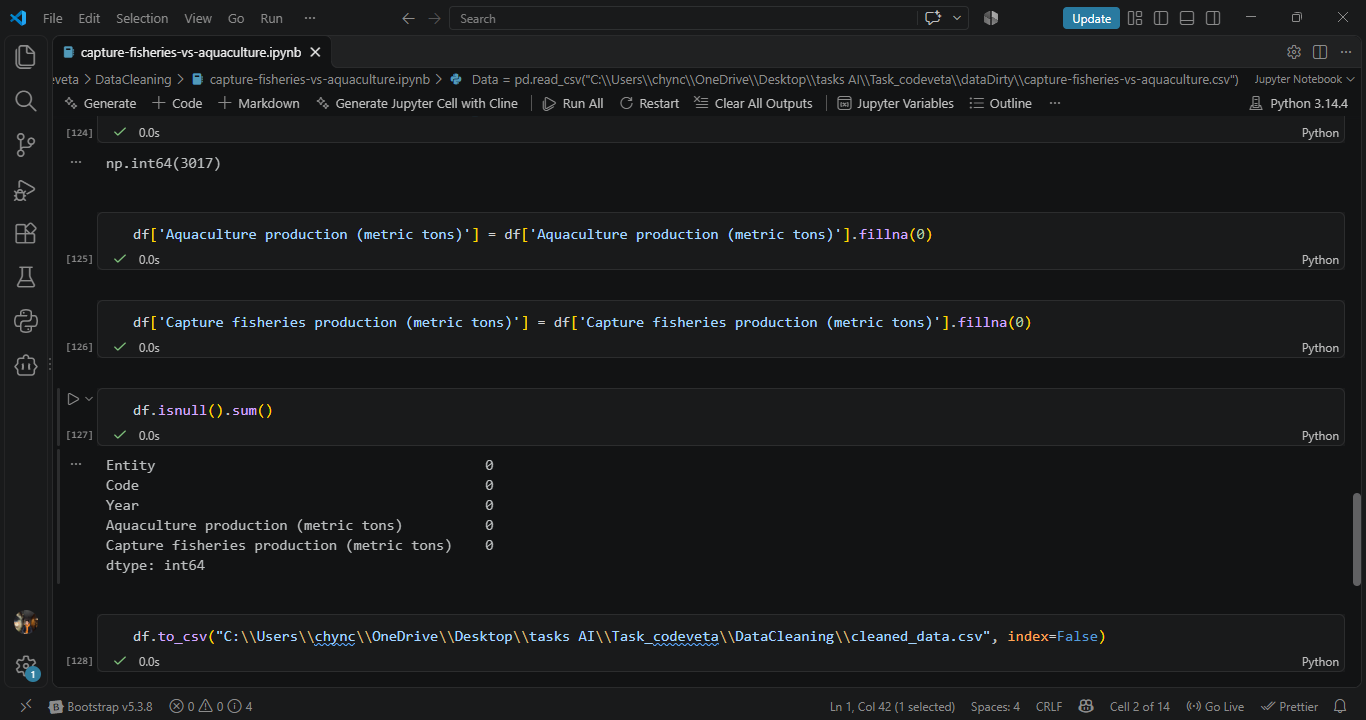 File Edit Selection View Go Run ··· Search Update
capture-fisheries-vs-aquaculture.ipynb
eveta > DataCleaning > capture-fisheries-vs-aquaculture.ipynb > Data = pd.read_csv("C:\\Users\\chync\\OneDrive\\Desktop\\tasks AI\\Task_codeveta\\dataDirty\\capture-fisheries-vs-aquaculture.csv") Jupyter Notebook
Generate + Code + Markdown Generate Jupyter Cell with Cline Run All Restart Clear All Outputs Jupyter Variables Outline ··· Python 3.14.4
[124] 0.0s Python
np.int64(3017)
df['Aquaculture production (metric tons)'] = df['Aquaculture production (metric tons)'].fillna(0)
[125] 0.0s Python
df['Capture fisheries production (metric tons)'] = df['Capture fisheries production (metric tons)'].fillna(0)
[126] 0.0s Python
df.isnull().sum()
[127] 0.0s Python
Entity 0
Code 0
Year 0
Aquaculture production (metric tons) 0
Capture fisheries production (metric tons) 0
dtype: int64
df.to_csv("C:\\Users\\chync\\OneDrive\\Desktop\\tasks AI\\Task_codeveta\\DataCleaning\\cleaned_data.csv", index=False)
[128] 0.0s Python
1
Bootstrap v5.3.8 0 0 4 Ln 1, Col 42 (1 selected) Spaces: 4 CRLF Cell 2 of 14 Go Live Prettier